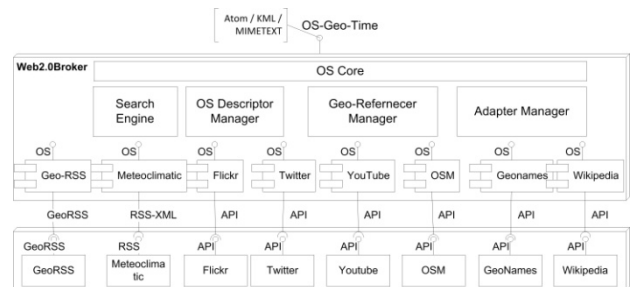 Atom / KML /
MIMETEXT
OS-Geo-Time
Web2.0Broker
OS Core
Search
Engine
OS Descriptor
Manager
Geo-Refernecer
Manager
Adapter Manager
OS OS OS OS OS OS OS OS
Geo-RSS Meteoclimatic Flickr Twitter YouTube OSM Geonames Wikipedia
GeoRSS RSS-XML API API API API API API
GeoRSS RSS API API API API API API
GeoRSS Meteoclima
tic Flickr Twitter Youtube OSM GeoNames Wikipedia